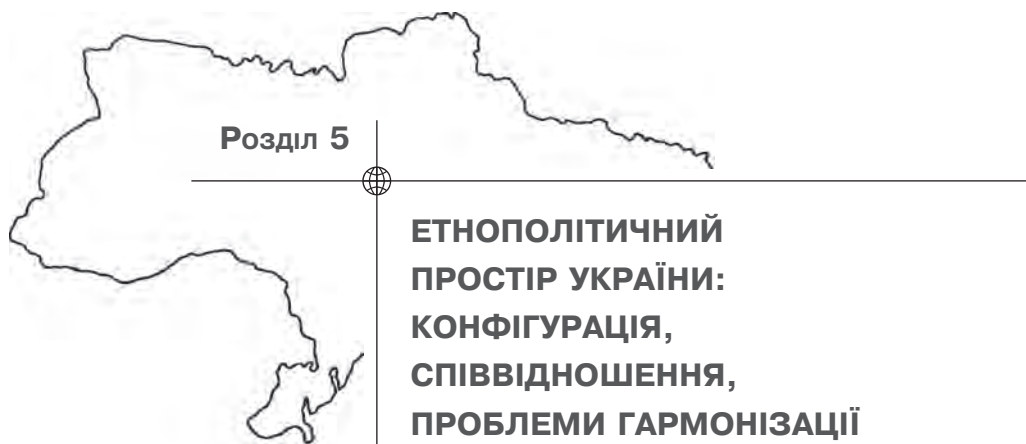 Розділ 5
ЕТНОПОЛІТИЧНИЙ
ПРОСТІР УКРАЇНИ:
КОНФІГУРАЦІЯ,
СПІВВІДНОШЕННЯ,
ПРОБЛЕМИ ГАРМОНІЗАЦІЇ